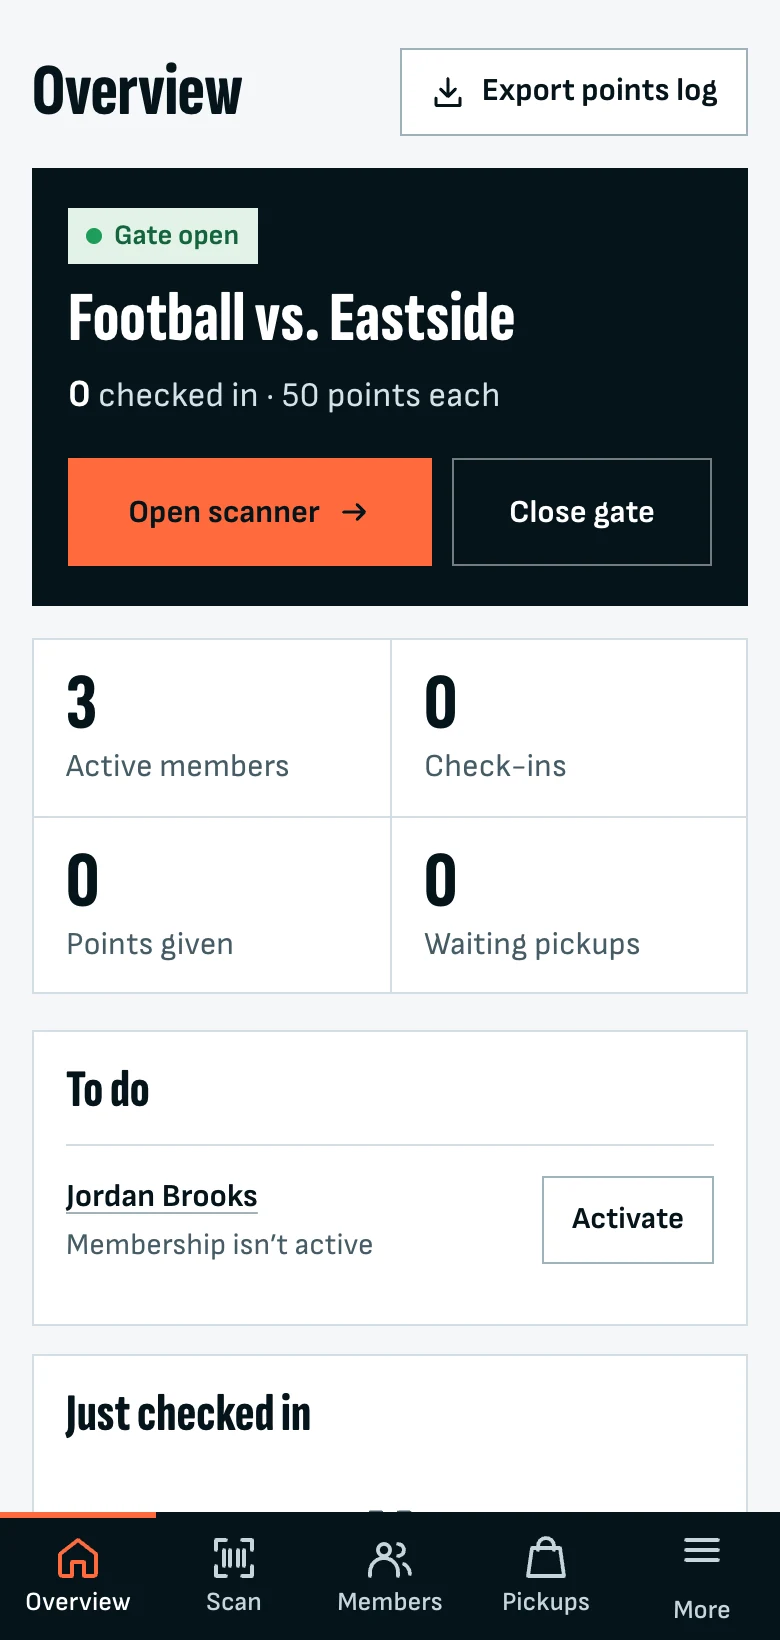 Overview
Export points log
Gate open
Football vs. Eastside
0 checked in · 50 points each
Open scanner →
Close gate
3
Active members
0
Check-ins
0
Points given
0
Waiting pickups
To do
Jordan Brooks
Membership isn’t active
Activate
Just checked in
Overview
Scan
Members
Pickups
More